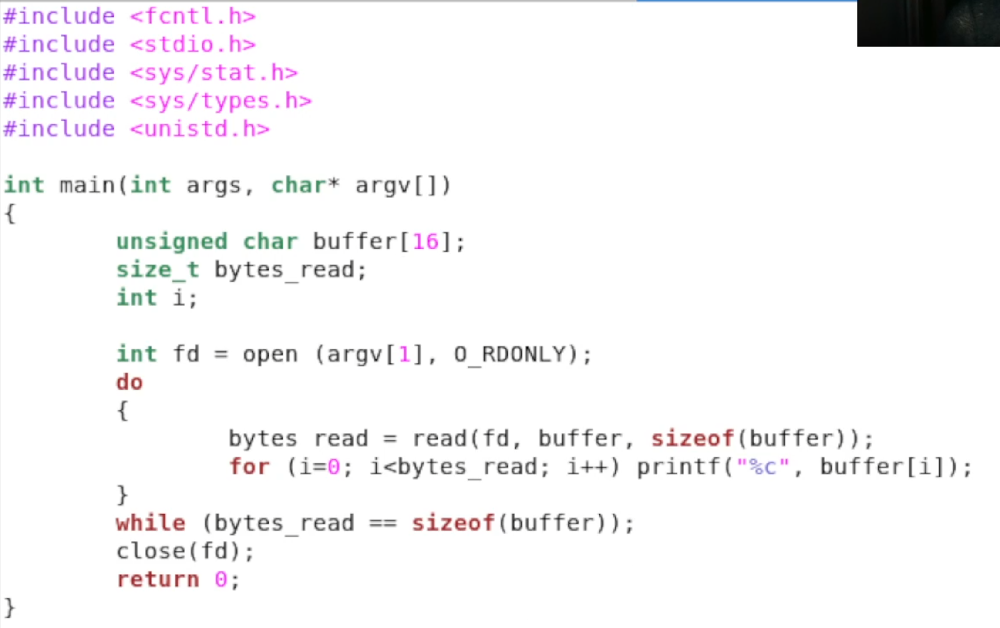 #include <fcntl.h>
#include <stdio.h>
#include <sys/stat.h>
#include <sys/types.h>
#include <unistd.h>

int main(int args, char* argv[])
{
        unsigned char buffer[16];
        size_t bytes_read;
        int i;

        int fd = open (argv[1], O_RDONLY);
        do
        {
                bytes read = read(fd, buffer, sizeof(buffer));
                for (i=0; i<bytes_read; i++) printf("%c", buffer[i]);
        }
        while (bytes_read == sizeof(buffer));
        close(fd);
        return 0;
}